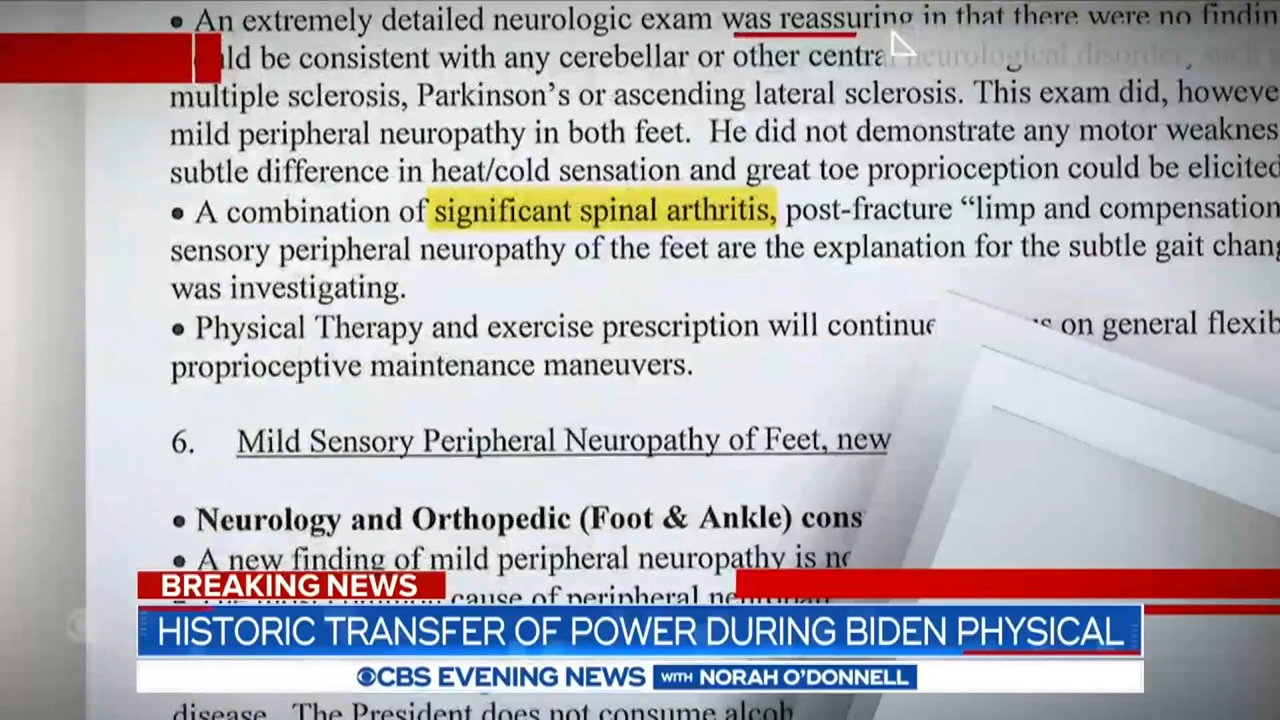 • An extremely detailed neurologic exam was reassuring in that there were no findin
ld be consistent with any cerebellar or other centra neurological disorder, such
multiple sclerosis, Parkinson’s or ascending lateral sclerosis. This exam did, howeve
mild peripheral neuropathy in both feet. He did not demonstrate any motor weaknes
subtle difference in heat/cold sensation and great toe proprioception could be elicited
• A combination of significant spinal arthritis, post-fracture “limp and compensation
sensory peripheral neuropathy of the feet are the explanation for the subtle gait chang
was investigating.
• Physical Therapy and exercise prescription will continue on general flexib
proprioceptive maintenance maneuvers.
6. Mild Sensory Peripheral Neuropathy of Feet, new
• Neurology and Orthopedic (Foot & Ankle) cons
• A new finding of mild peripheral neuropathy is
BREAKING NEWS
cause of peripheral
HISTORIC TRANSFER OF POWER DURING BIDEN PHYSICAL
CBS EVENING NEWS WITH NORAH O’DONNELL
disease. The President does not consume alcoh